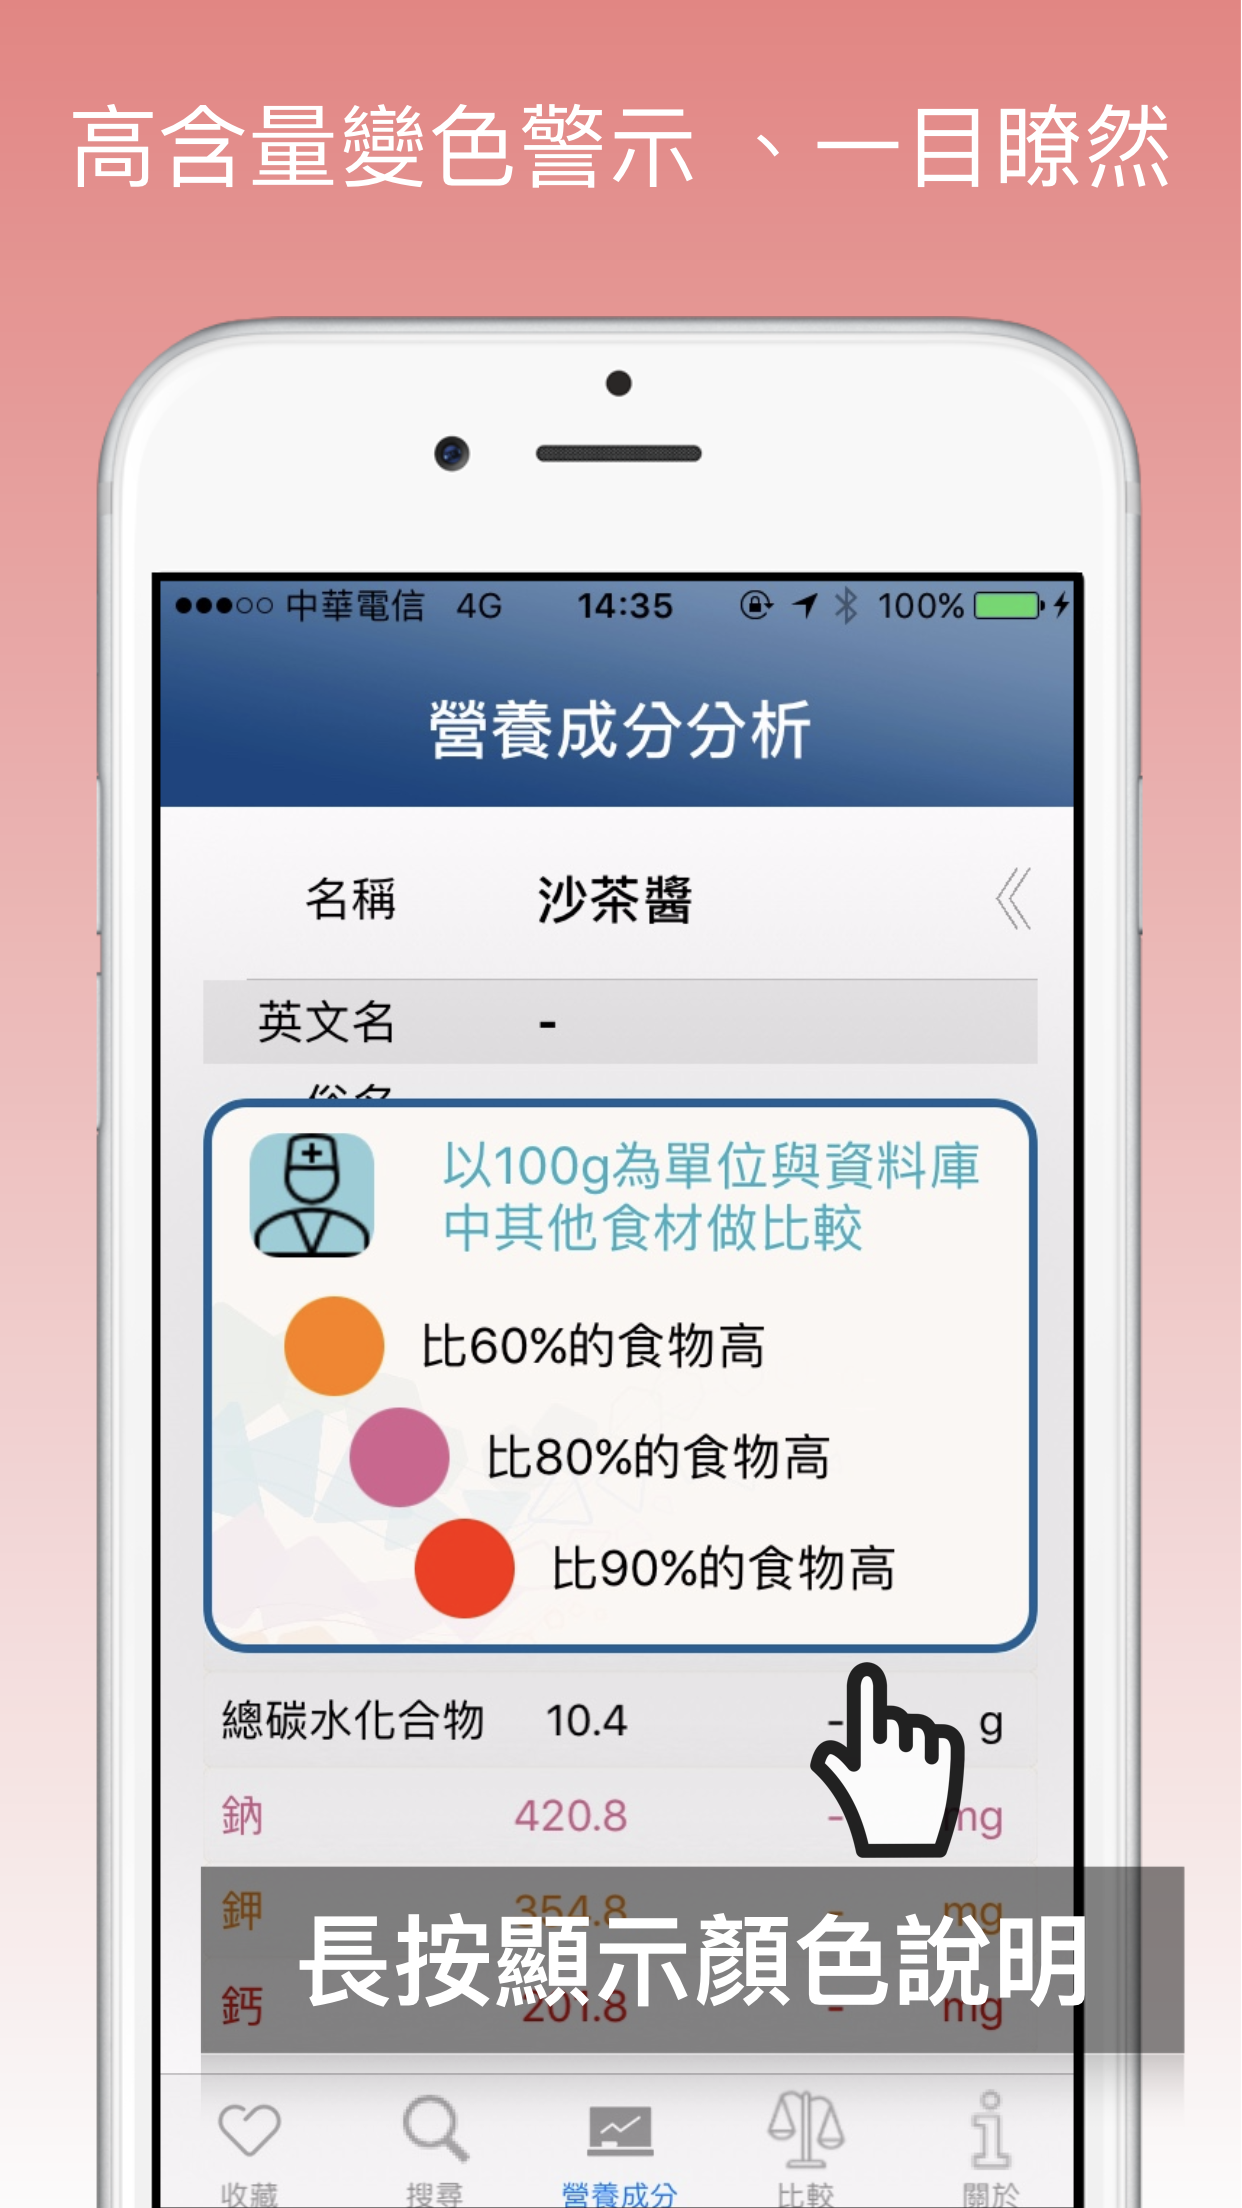 高含量變色警示 、一目瞭然
中華電信 4G 14:35 100%
營養成分分析
名稱 沙茶醬
英文名 -
俗名
以100g為單位與資料庫
中其他食材做比較
比60%的食物高
比80%的食物高
比90%的食物高
總碳水化合物 10.4 - g
鈉 420.8 - mg
鉀 354.8 - mg
長按顯示顏色說明
鈣 201.8 - mg
收藏 搜尋 營養成分 比較 關於